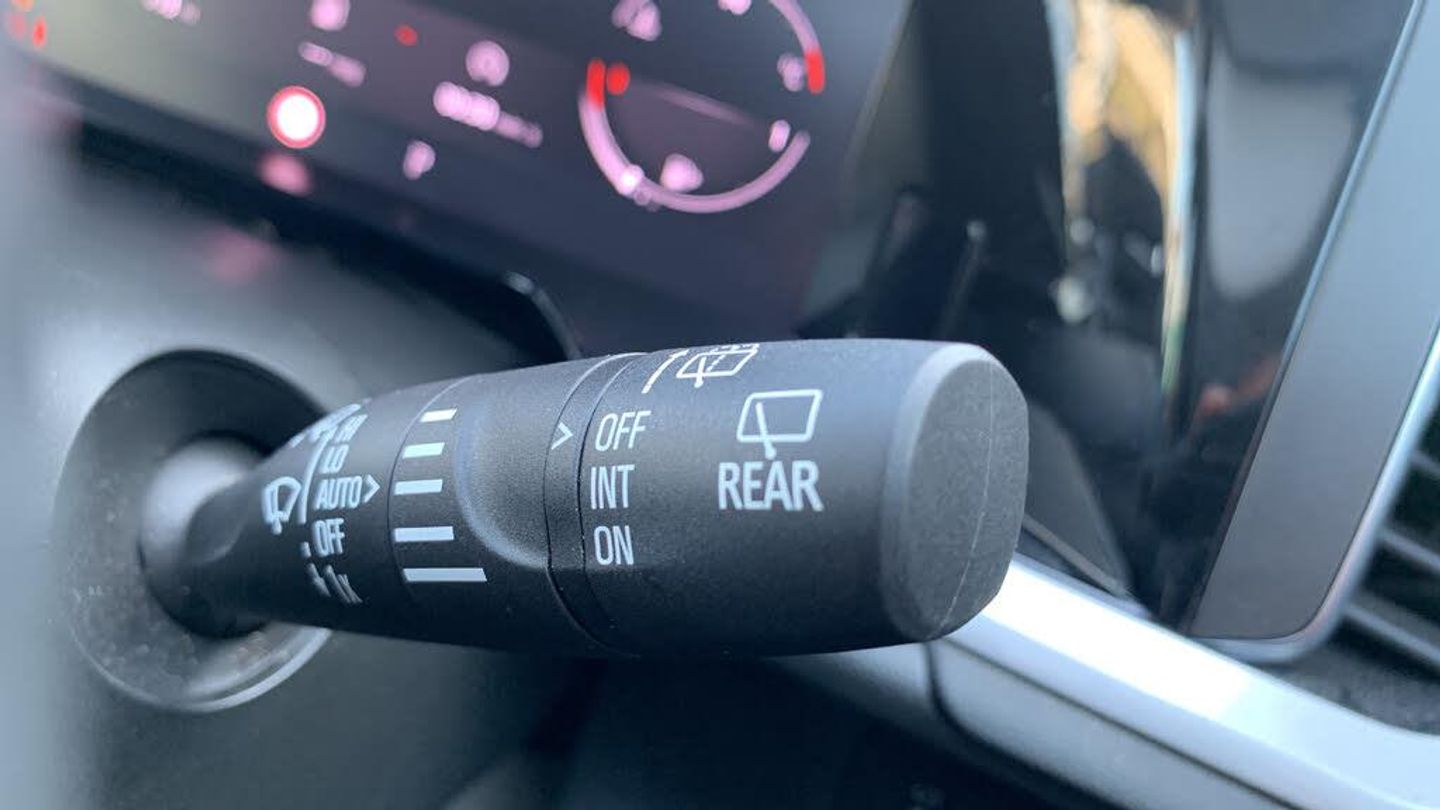 HI
LO
AUTO >
OFF
1x
> OFF
INT
ON
REAR